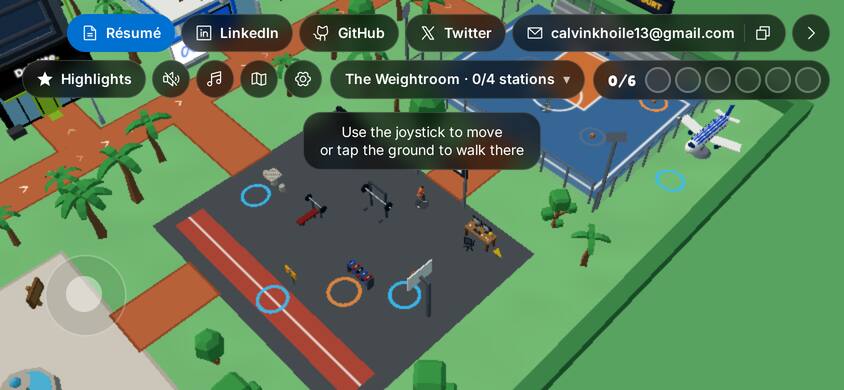 Résumé
LinkedIn
GitHub
Twitter
calvinkhoile13@gmail.com
Highlights
The Weightroom · 0/4 stations
0/6
Use the joystick to move
or tap the ground to walk there